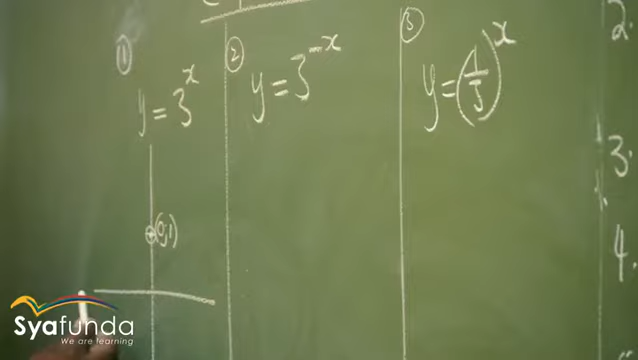 ① ② ③
y = 3^x
y = 3^-x
y = (1/3)^x
(0;1)
2.
3.
4.
Syafunda
We are learning